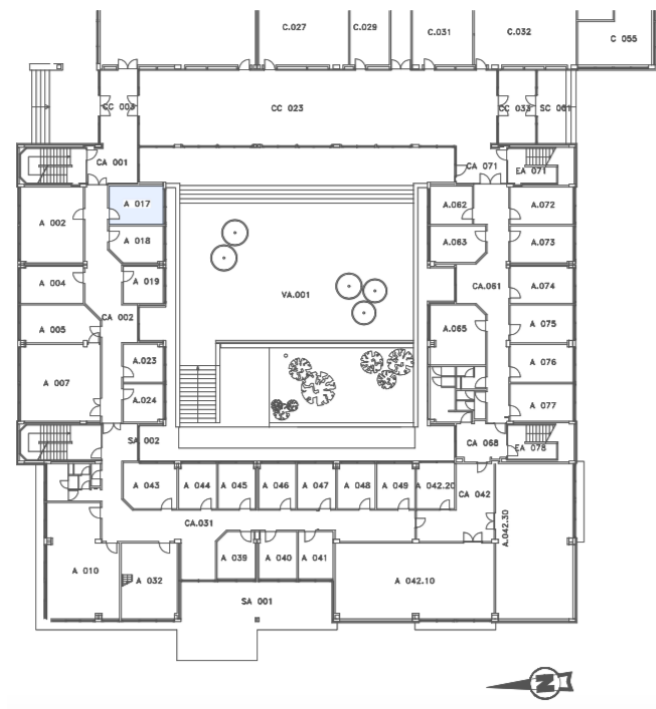 C.027
C.029
C.031
C.032
C 055
CC 003
CC 023
CC 033
SC 061
CA 001
CA 071
EA 071
A 017
A.062
A 072
A 002
A 018
A.063
A 073
A 004
A 019
CA.061
A.074
VA.001
CA 002
A 005
A.065
A 075
A.023
A 007
A 076
A.024
A 077
SA 002
CA 068
EA 078
A 043
A 044
A 045
A 046
A 047
A 048
A 049
A 042.20
CA 042
A.042.30
CA.031
A 039
A 040
A 041
A 010
A 032
A 042.10
SA 001
N